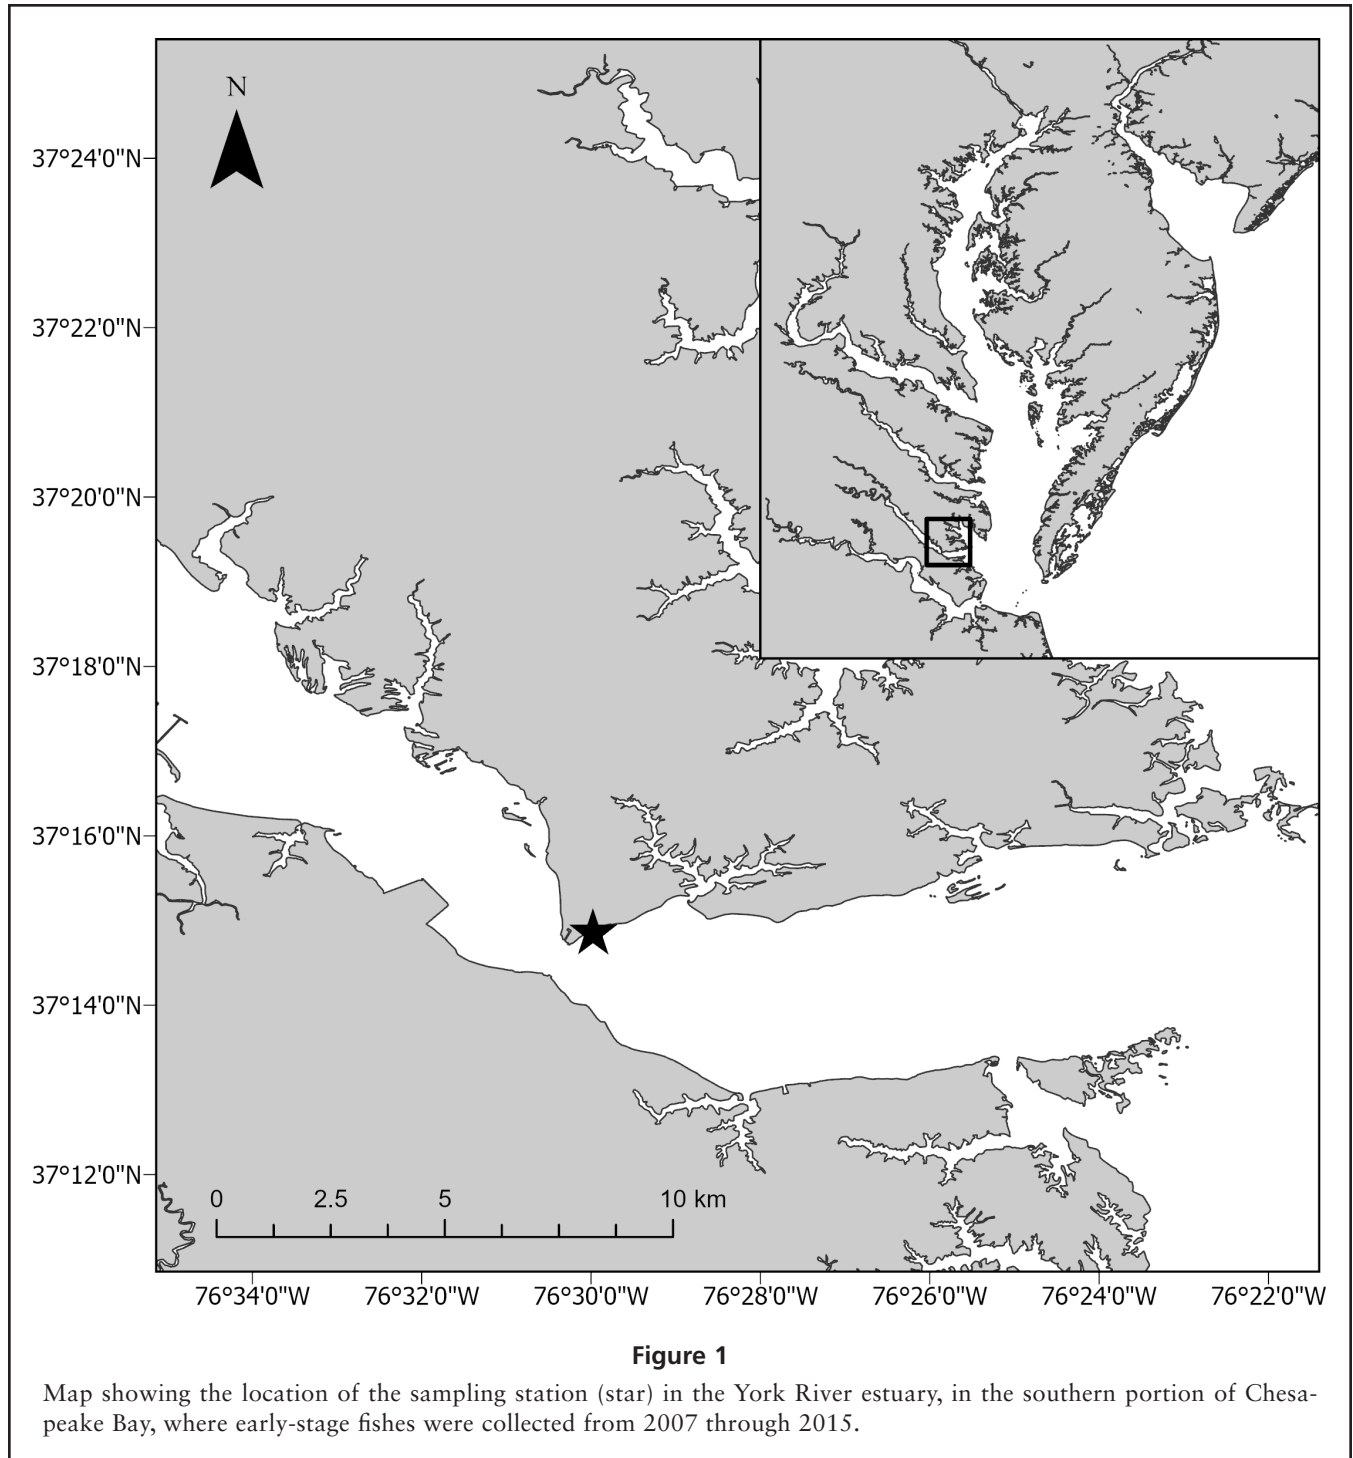 N
37°24'0"N
37°22'0"N
37°20'0"N
37°18'0"N
37°16'0"N
37°14'0"N
37°12'0"N
0 2.5 5 10 km
76°34'0"W 76°32'0"W 76°30'0"W 76°28'0"W 76°26'0"W 76°24'0"W 76°22'0"W
Figure 1
Map showing the location of the sampling station (star) in the York River estuary, in the southern portion of Chesa-
peake Bay, where early-stage fishes were collected from 2007 through 2015.